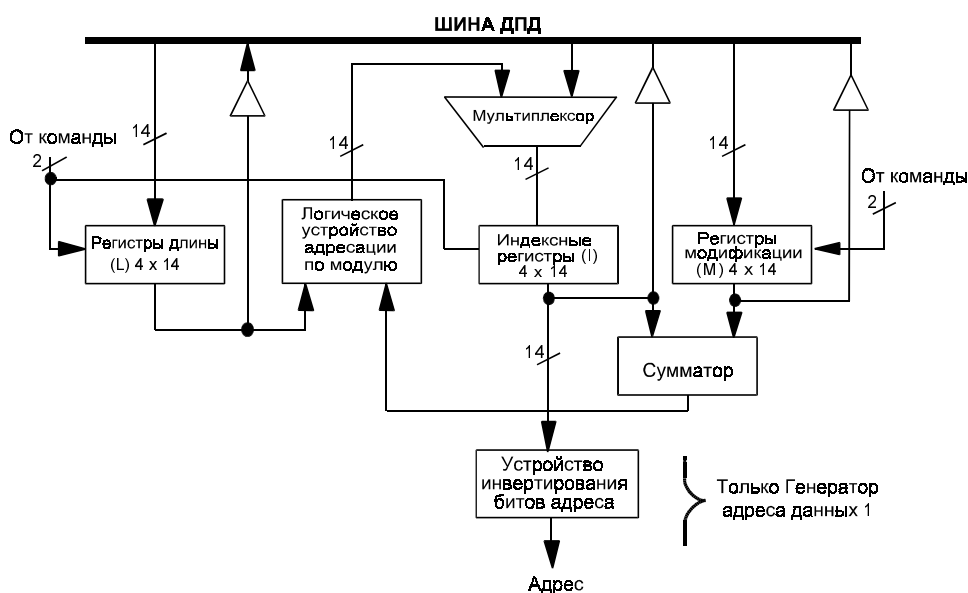 ШИНА ДПД
Мультиплексор
От команды
2
14
14
14
14
От команды
2
Регистры длины
(L) 4 x 14
Логическое
устройство
адресации
по модулю
Индексные
регистры (I)
4 x 14
Регистры
модификации
(M) 4 x 14
14
Сумматор
Устройство
инвертирования
битов адреса
Только Генератор
адреса данных 1
Адрес